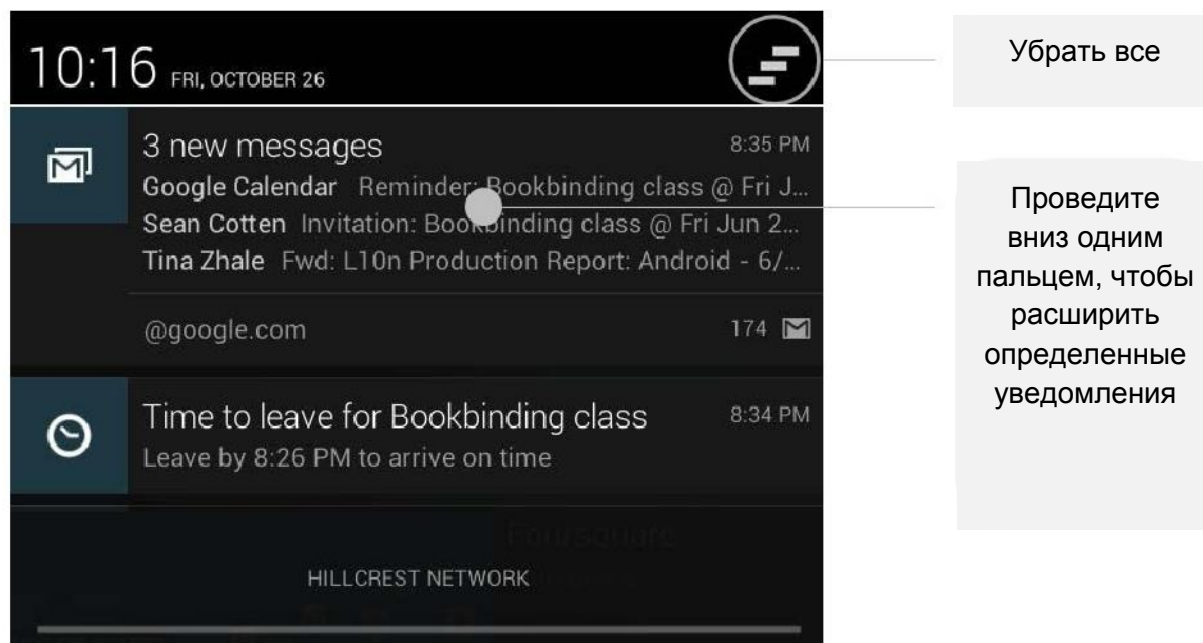 10:16 FRI, OCTOBER 26
Убрать все
3 new messages 8:35 PM
Google Calendar Reminder: Bookbinding class @ Fri J...
Sean Cotten Invitation: Bookbinding class @ Fri Jun 2...
Tina Zhale Fwd: L10n Production Report: Android - 6/...
@google.com 174
Проведите
вниз одним
пальцем, чтобы
расширить
определенные
уведомления
Time to leave for Bookbinding class 8:34 PM
Leave by 8:26 PM to arrive on time
Foursquare
HILLCREST NETWORK